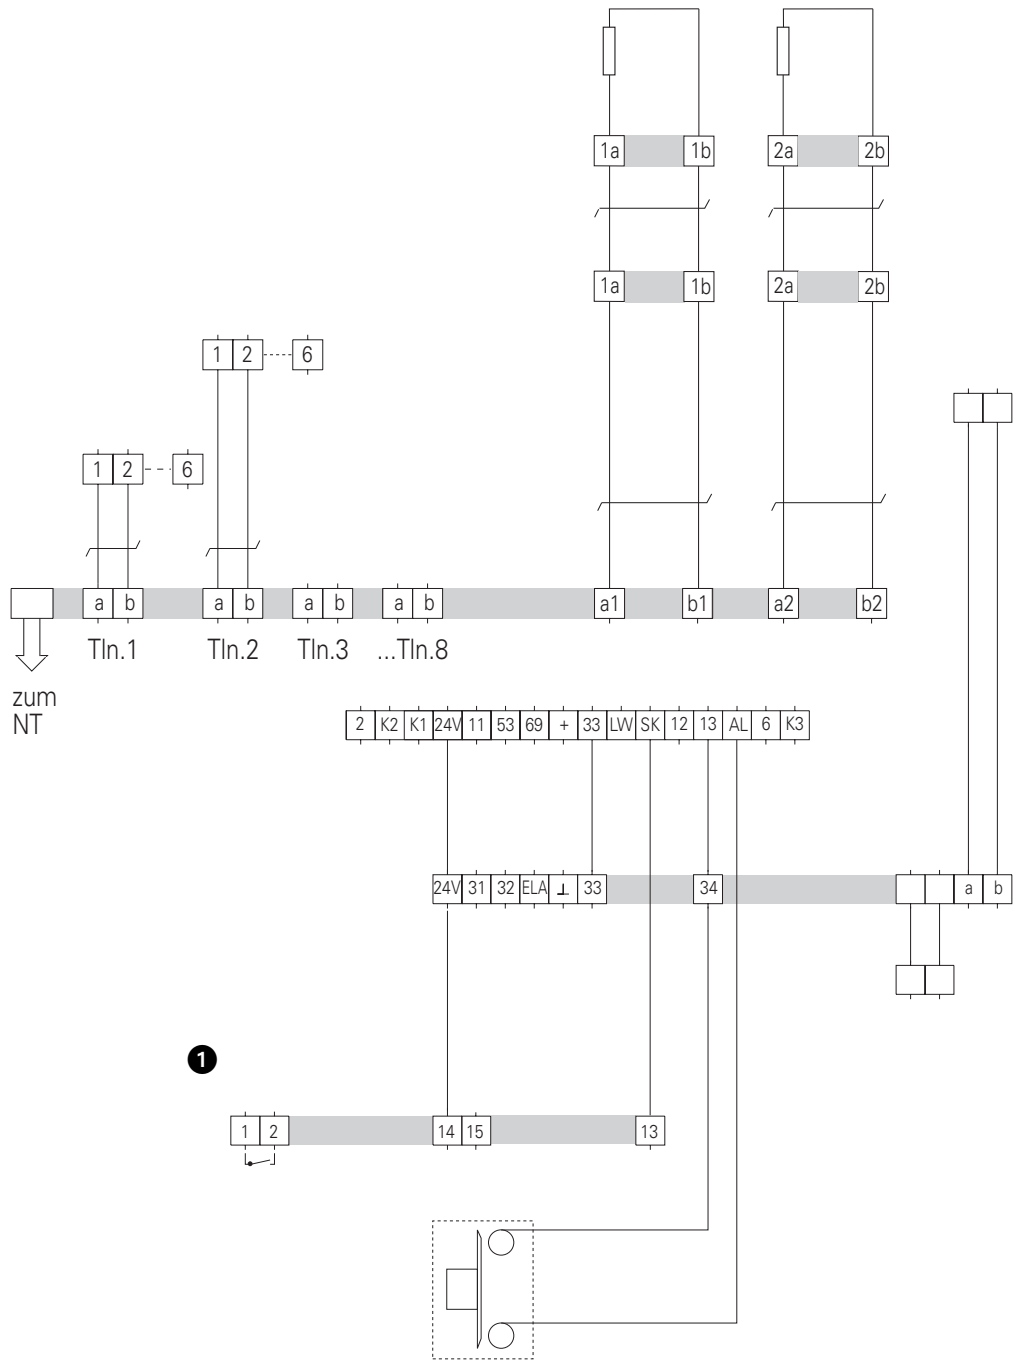 1a 1b 2a 2b
1a 1b 2a 2b
1 2 6
1 2 6
a b a b a b a b a1 b1 a2 b2
Tln.1 Tln.2 Tln.3 ...Tln.8
zum
NT
2 K2 K1 24V 11 53 69 + 33 LW SK 12 13 AL 6 K3
24V 31 32 ELA ⊥ 33 34 a b
1
1 2 14 15 13